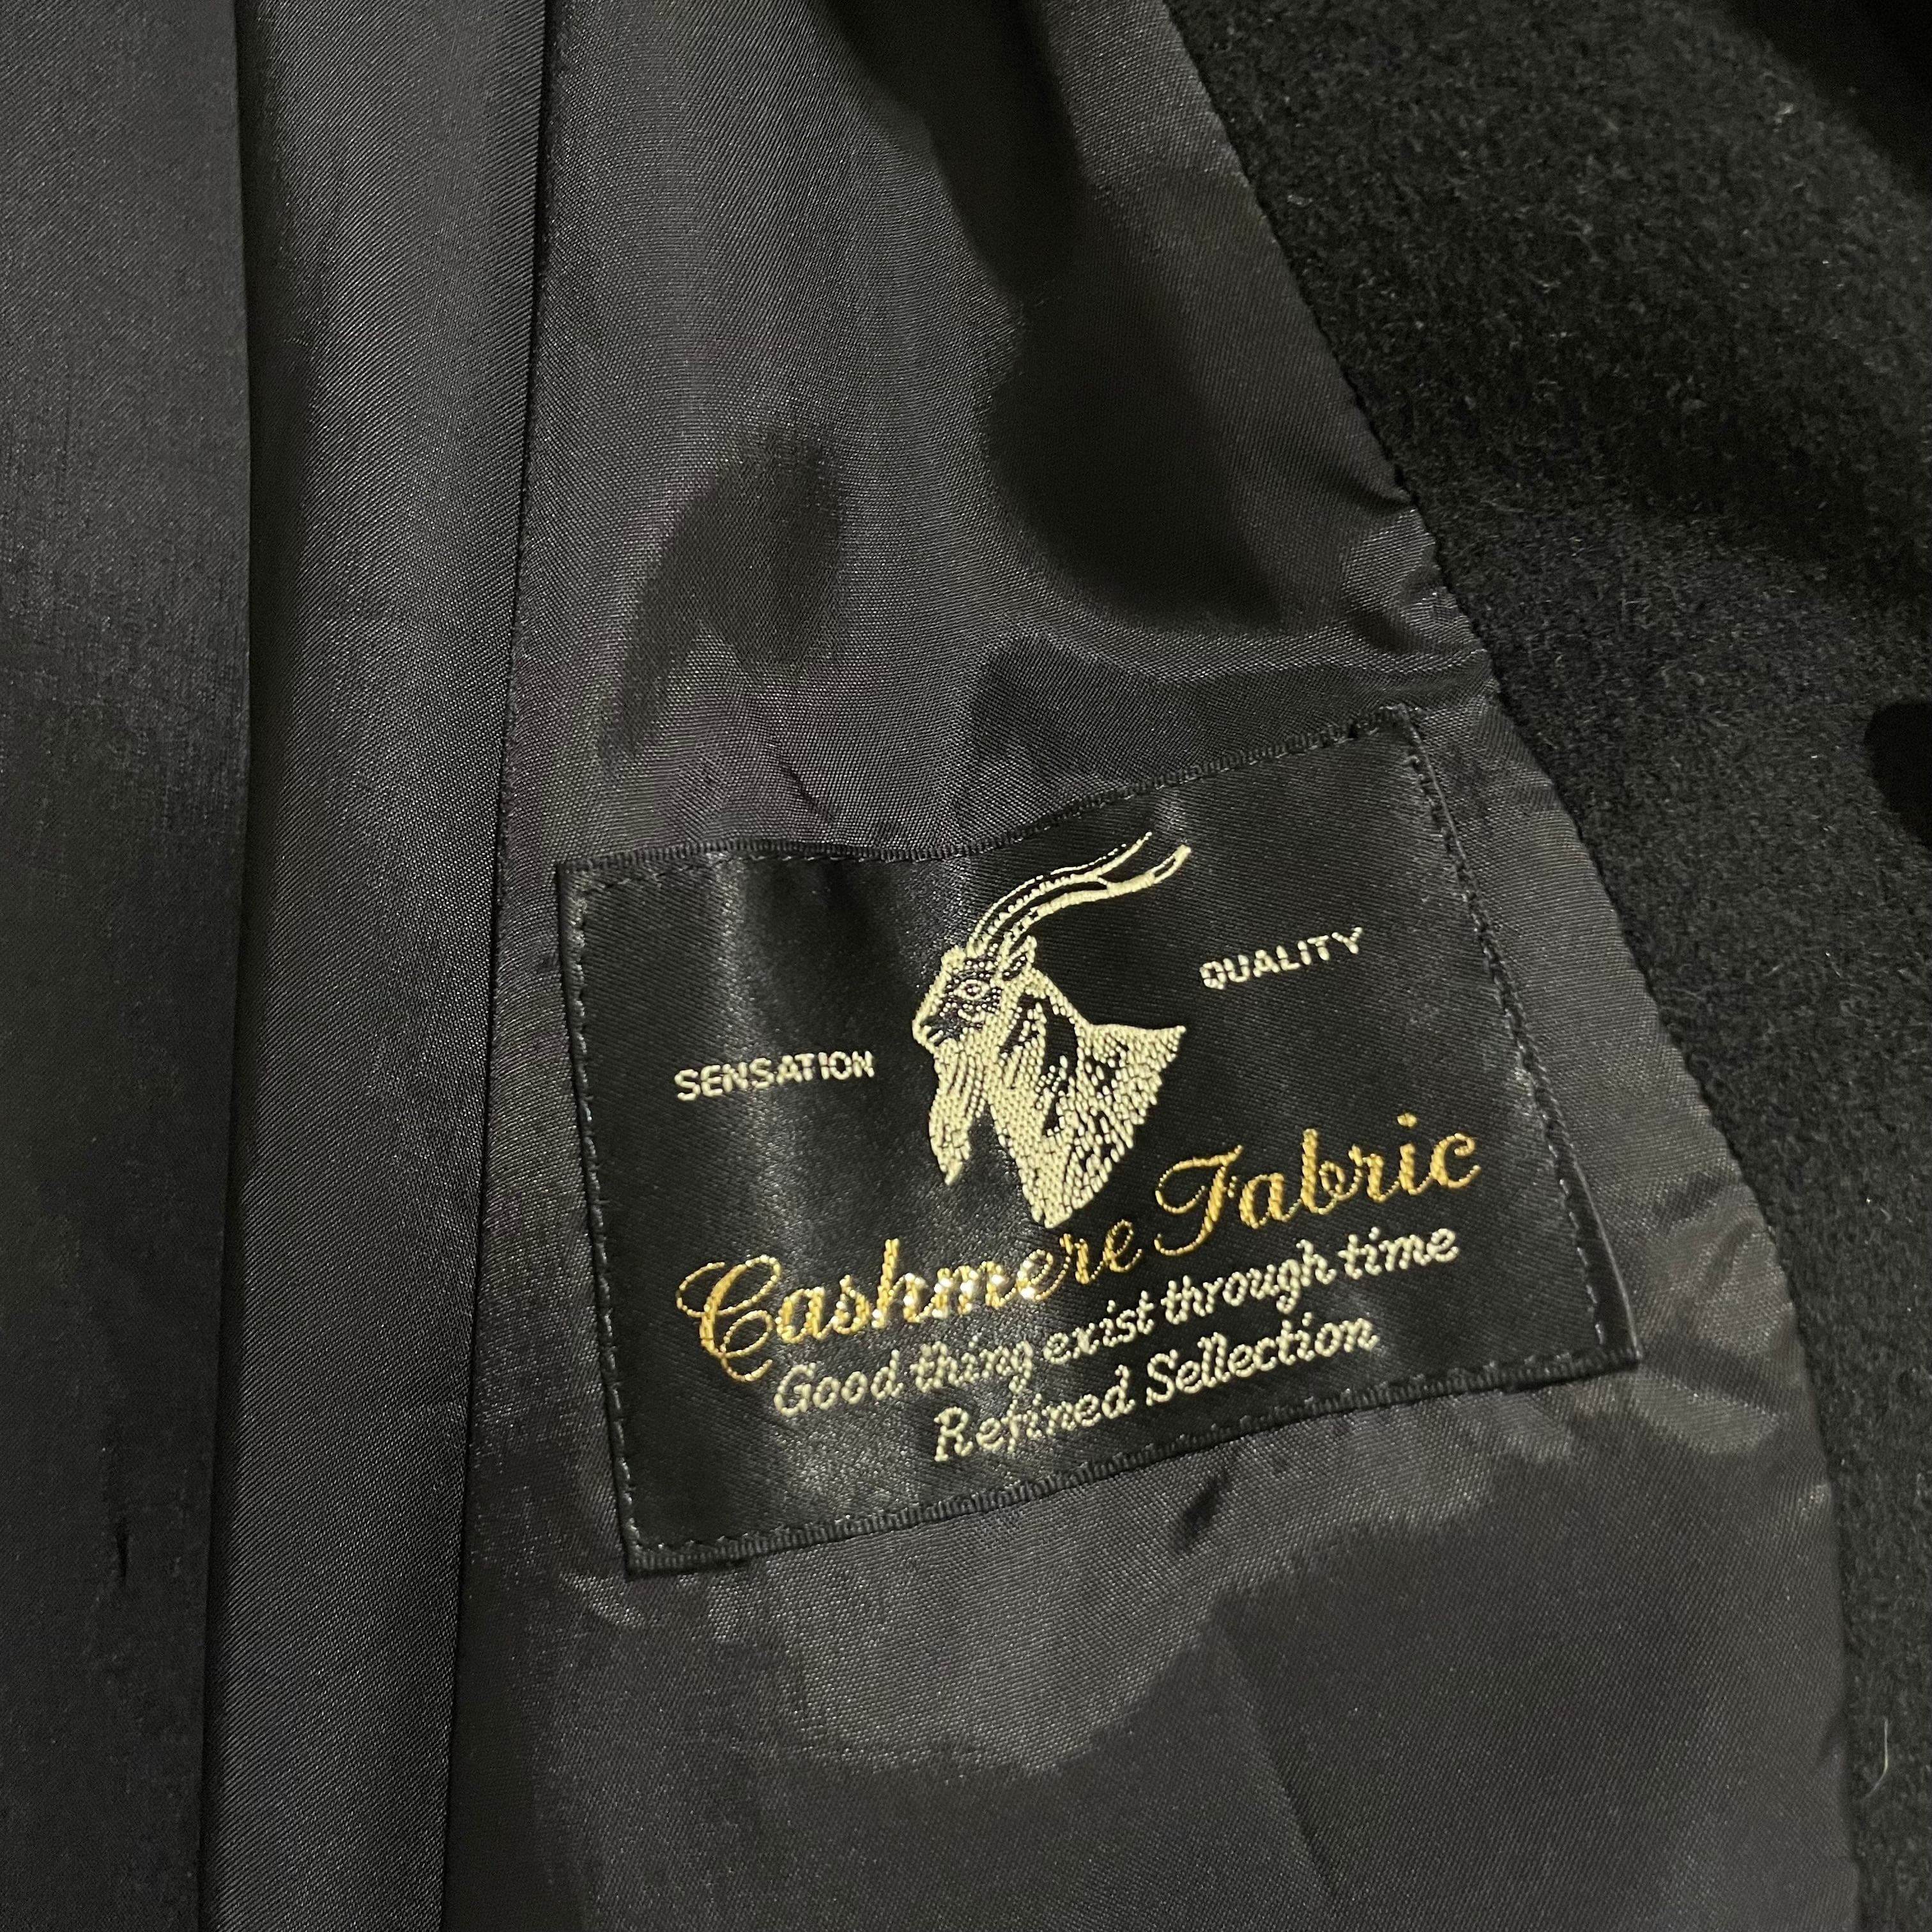 SENSATION QUALITY
Cashmere Fabric
Good thing exist through time
Refined Sellection